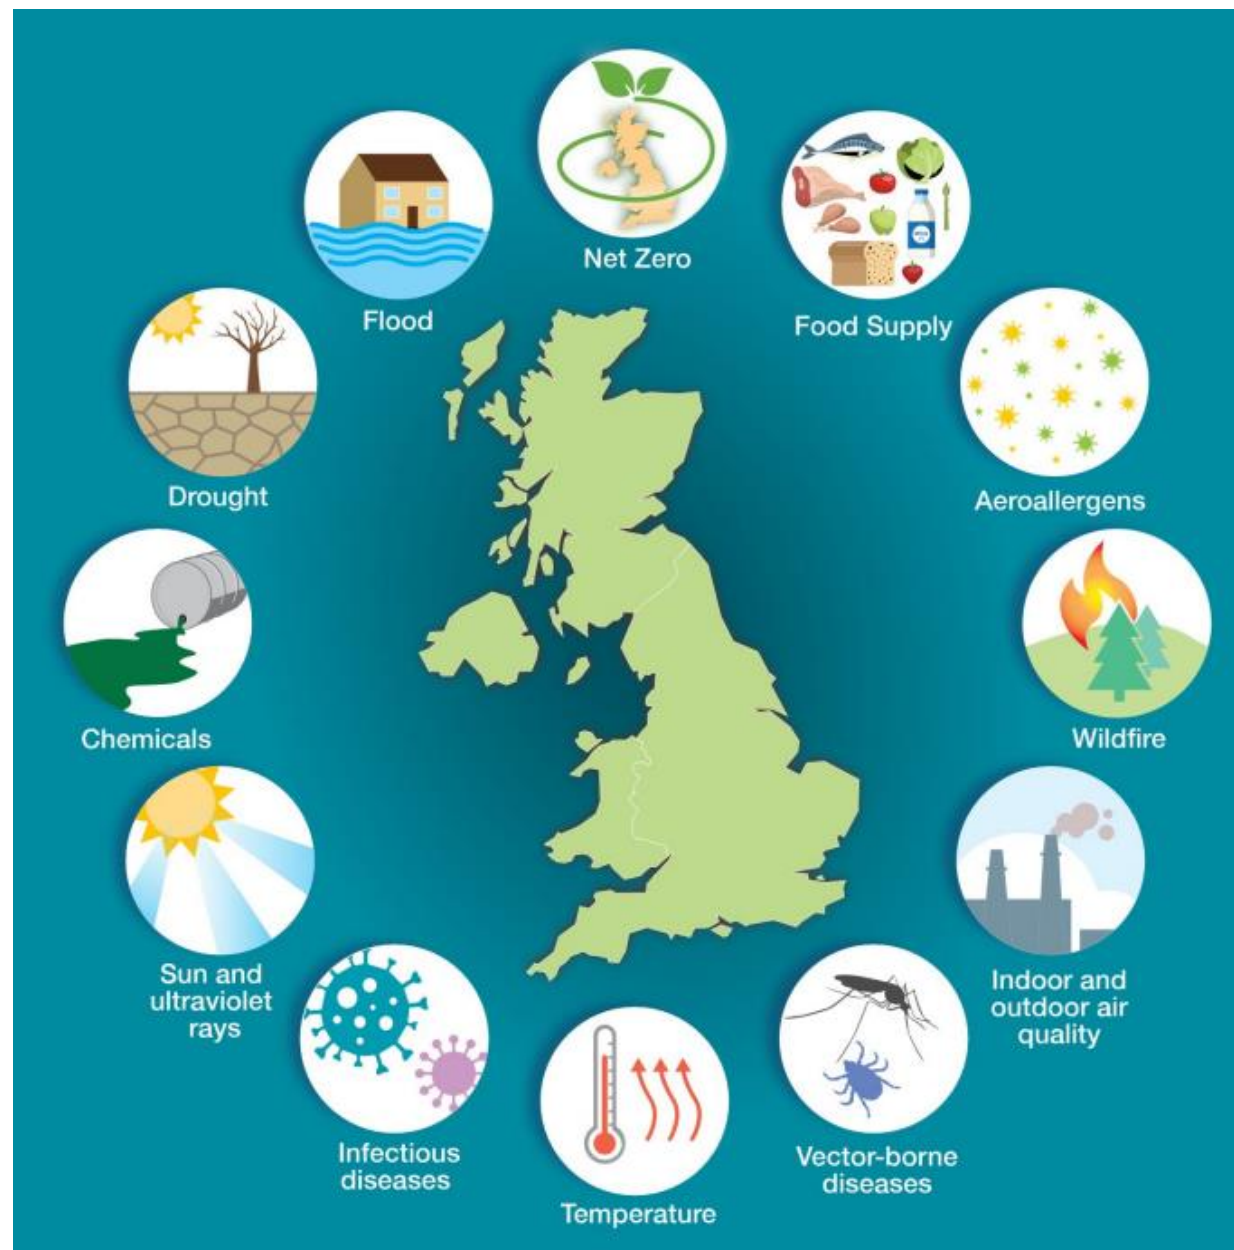 Net Zero
Flood
Food Supply
Drought
Aeroallergens
Chemicals
Wildfire
Sun and
ultraviolet
rays
Indoor and
outdoor air
quality
Infectious
diseases
Vector-borne
diseases
Temperature